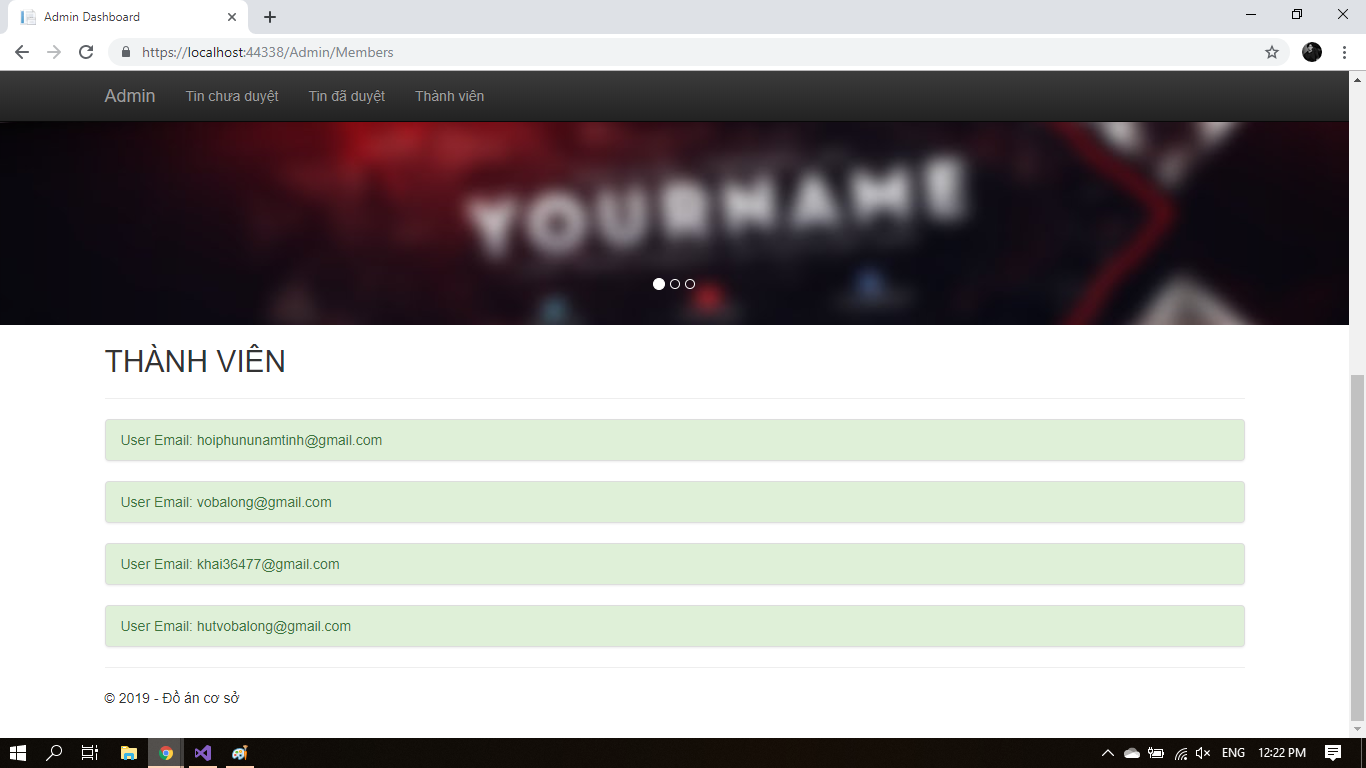 Admin Dashboard
https://localhost:44338/Admin/Members
Admin Tin chưa duyệt Tin đã duyệt Thành viên
YOURNAME
THÀNH VIÊN
User Email: hoiphununamtinh@gmail.com
User Email: vobalong@gmail.com
User Email: khai36477@gmail.com
User Email: hutvobalong@gmail.com
© 2019 - Đồ án cơ sở
ENG 12:22 PM